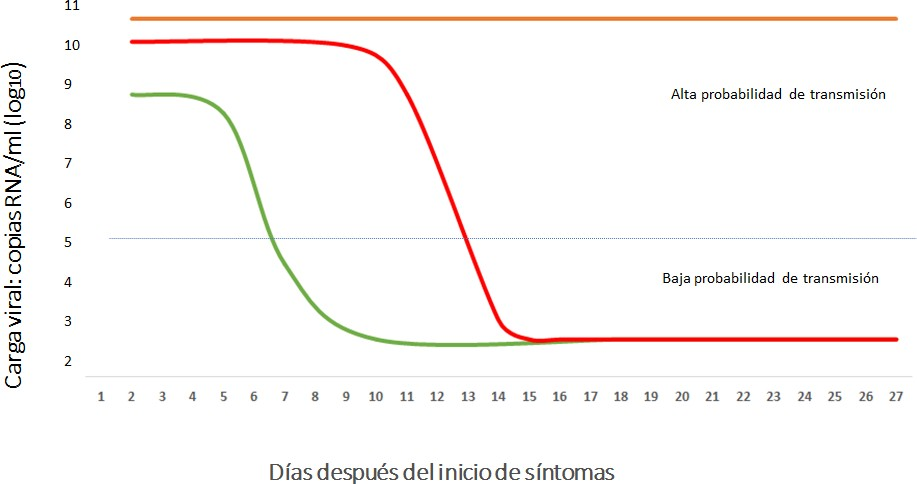 Carga viral: copias RNA/ml (log10)
11
10
9
8
7
6
5
4
3
2
Alta probabilidad de transmisión
Baja probabilidad de transmisión
1 2 3 4 5 6 7 8 9 10 11 12 13 14 15 16 17 18 19 20 21 22 23 24 25 26 27
Días después del inicio de síntomas